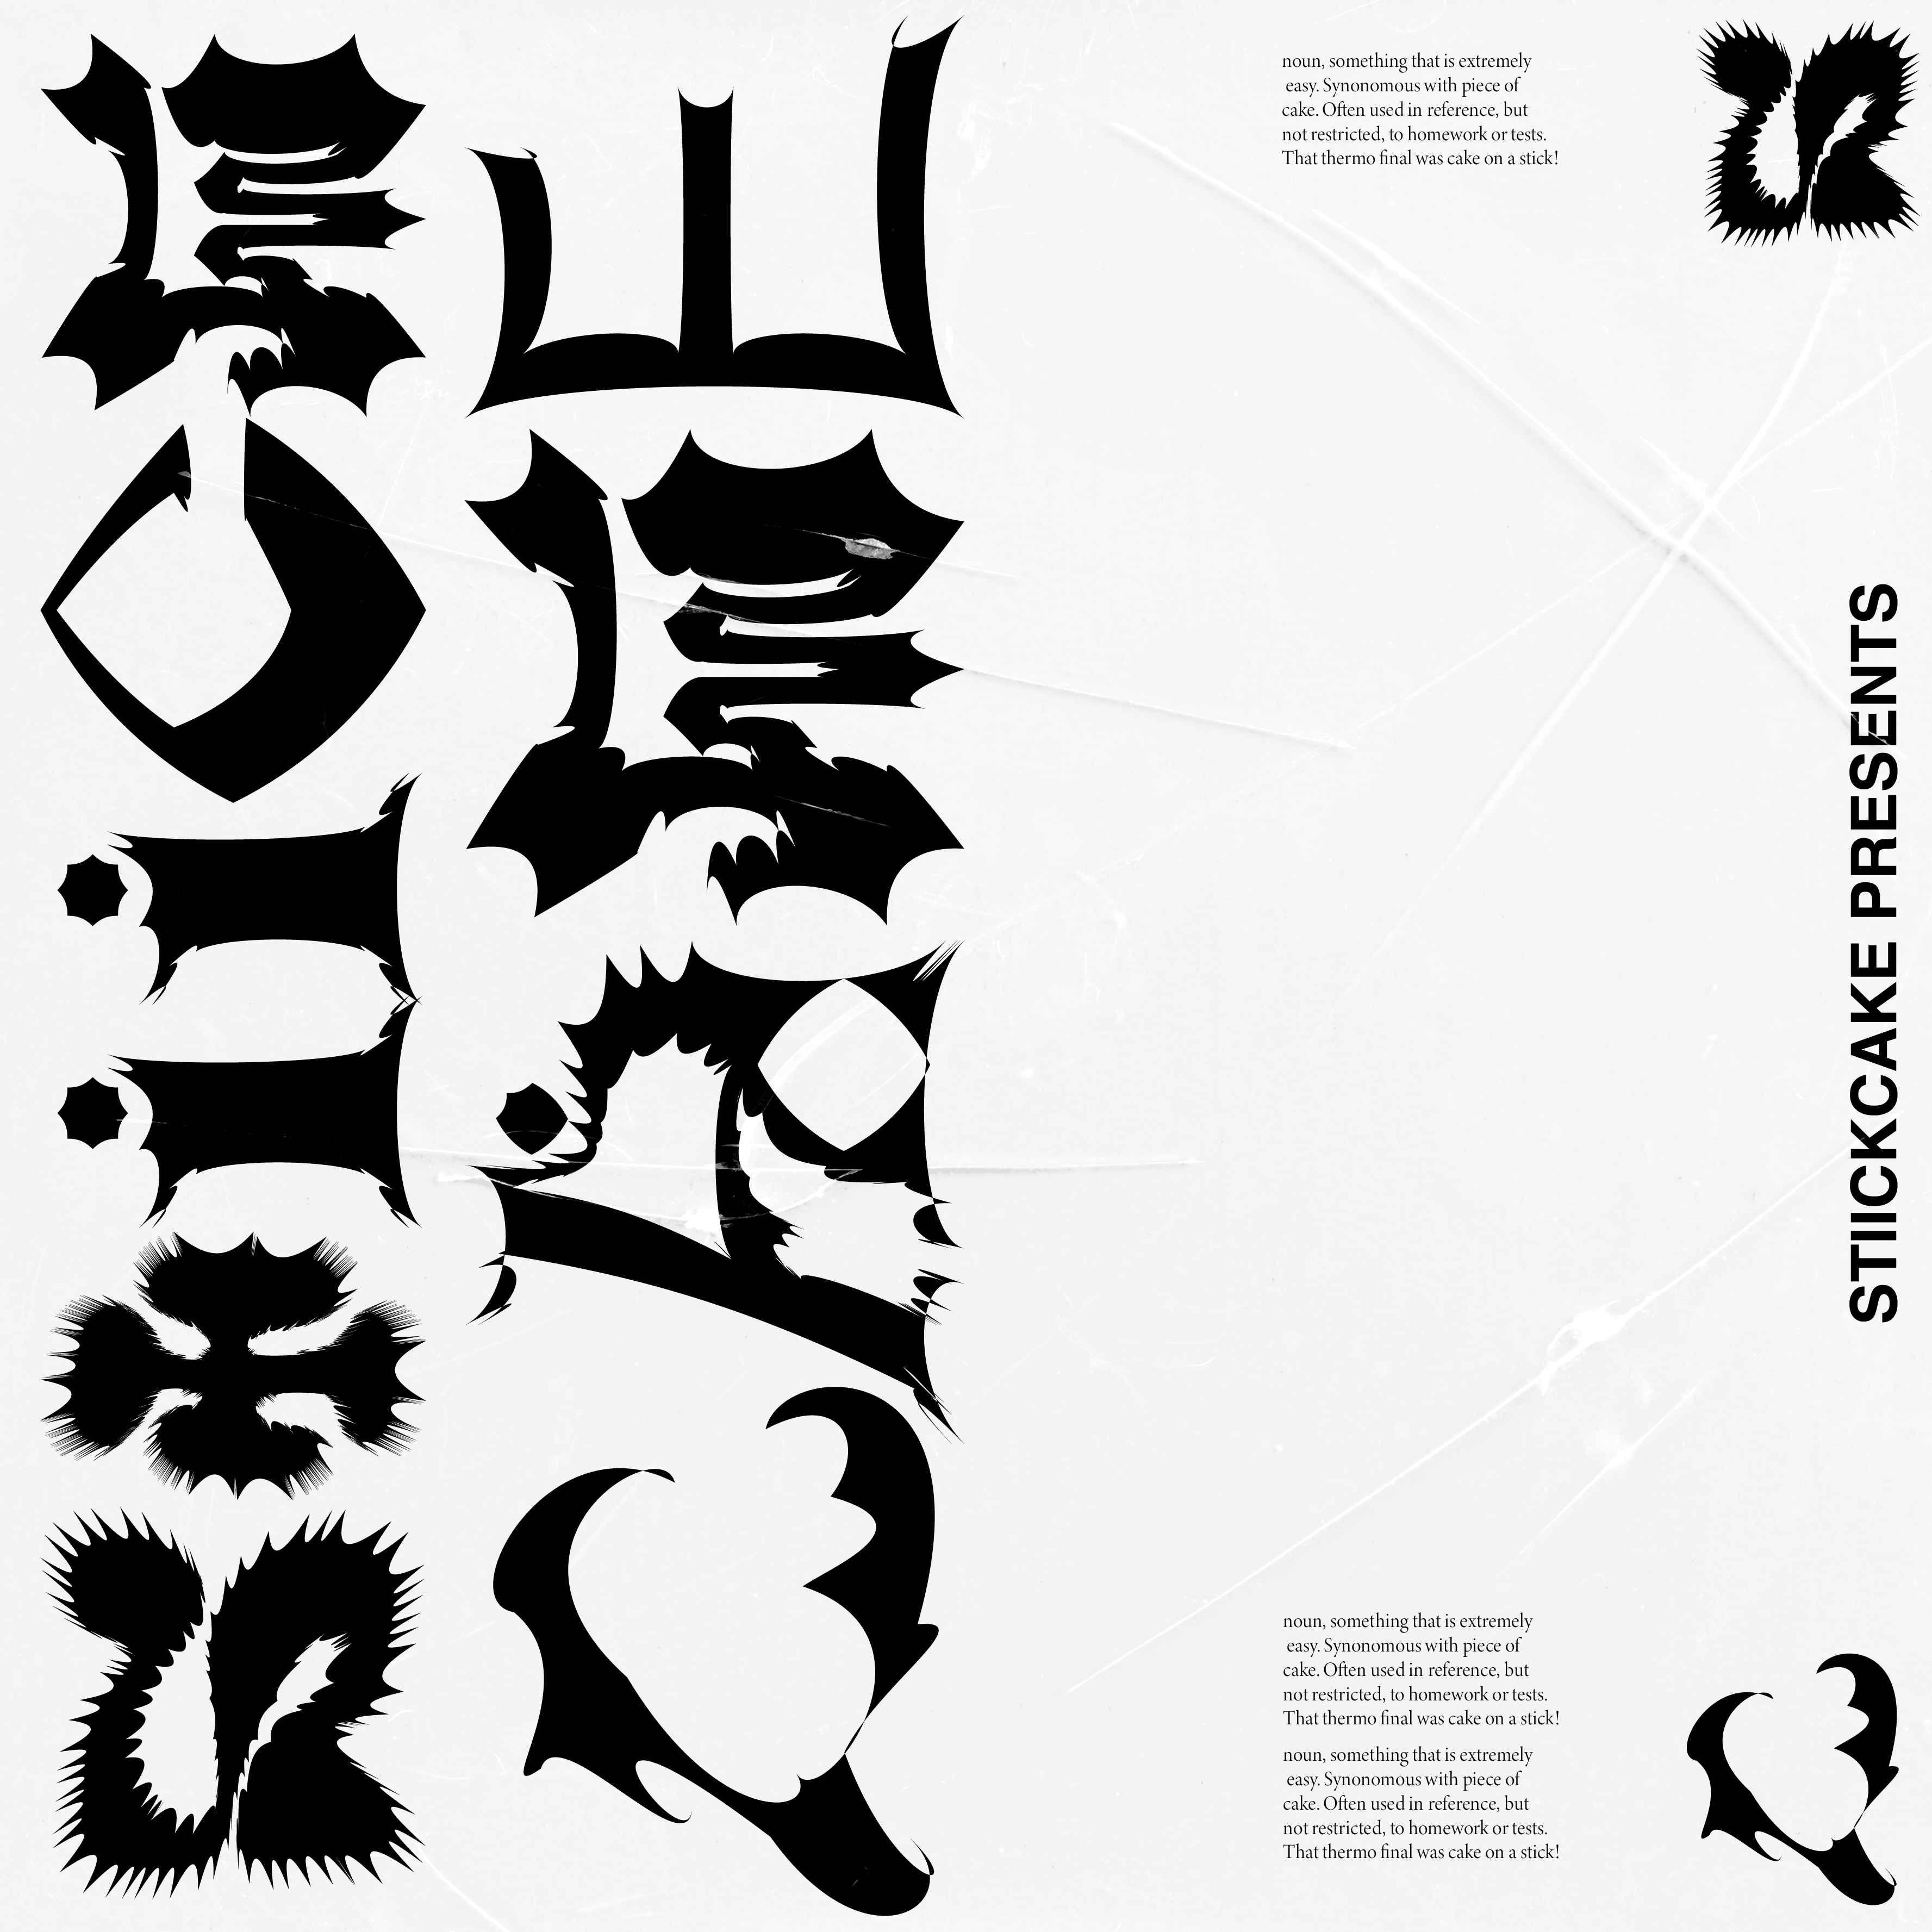 STiiCK
CAKE
noun, something that is extremely
easy. Synonomous with piece of
cake. Often used in reference, but
not restricted, to homework or tests.
That thermo final was cake on a stick!
S
STIICKCAKE PRESENTS
noun, something that is extremely
easy. Synonomous with piece of
cake. Often used in reference, but
not restricted, to homework or tests.
That thermo final was cake on a stick!
noun, something that is extremely
easy. Synonomous with piece of
cake. Often used in reference, but
not restricted, to homework or tests.
That thermo final was cake on a stick!
C